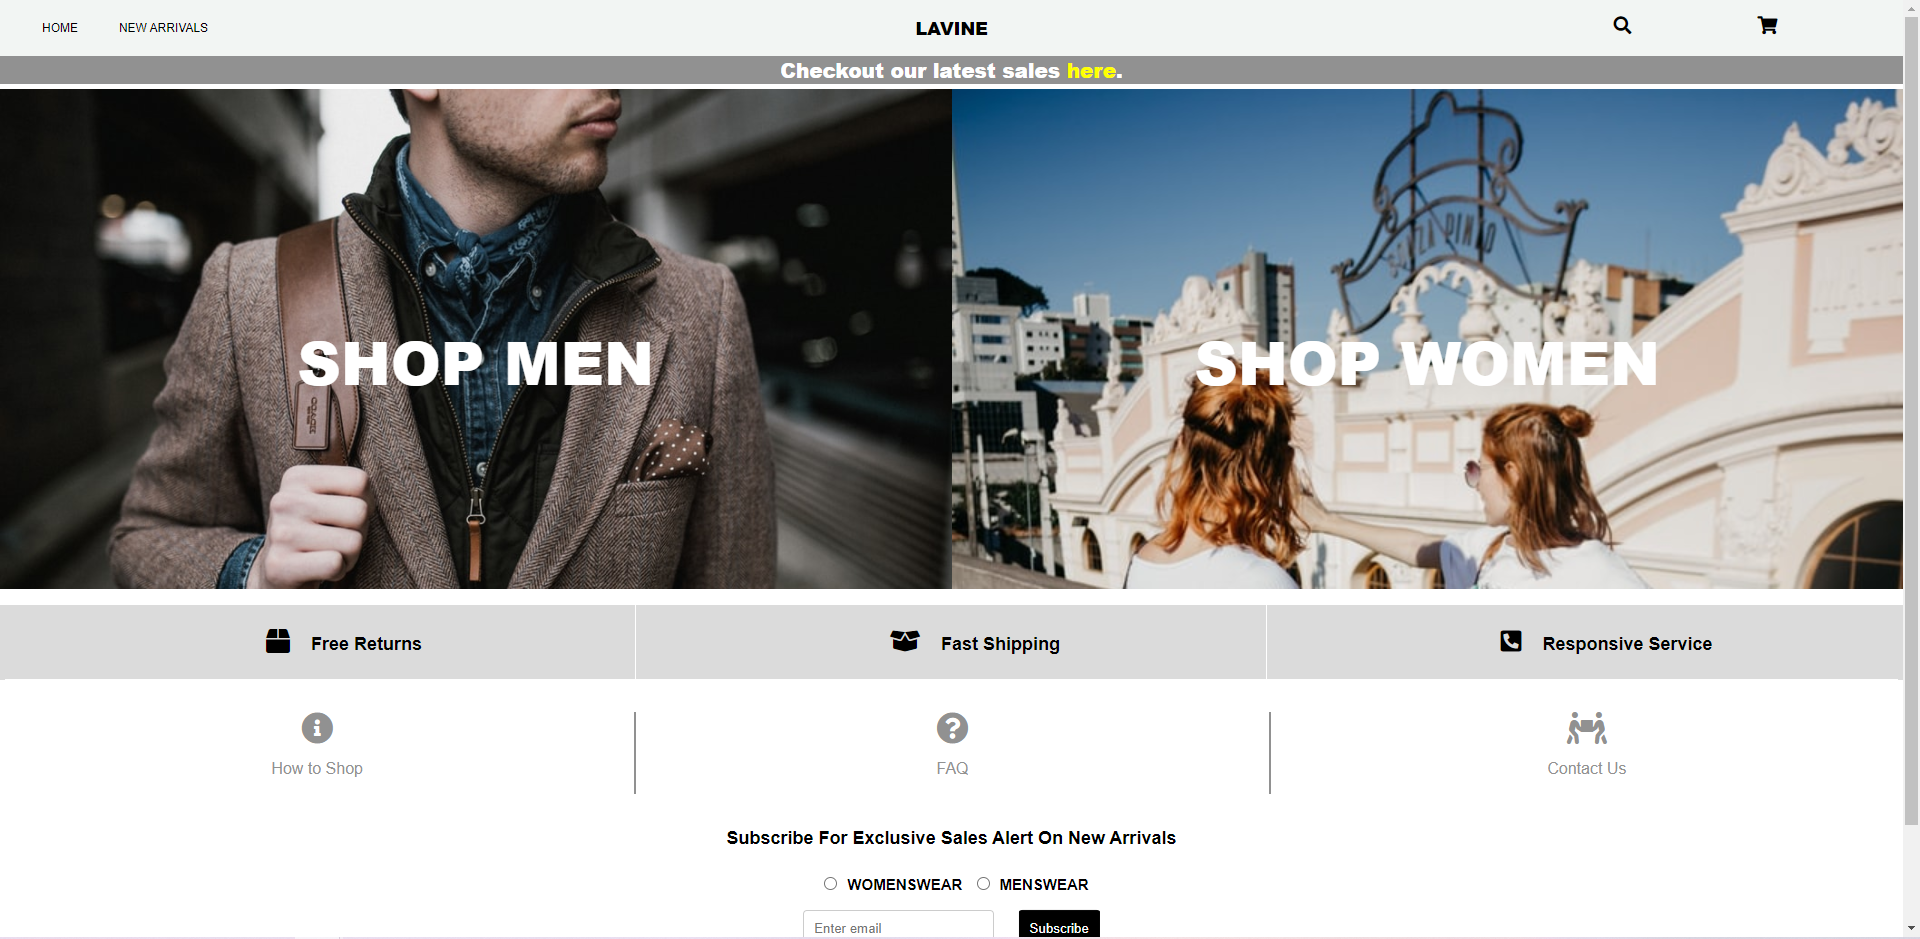 HOME NEW ARRIVALS LAVINE
Checkout our latest sales here.
SHOP MEN
SHOP WOMEN
Free Returns
Fast Shipping
Responsive Service
How to Shop
FAQ
Contact Us
Subscribe For Exclusive Sales Alert On New Arrivals
WOMENSWEAR MENSWEAR
Enter email Subscribe